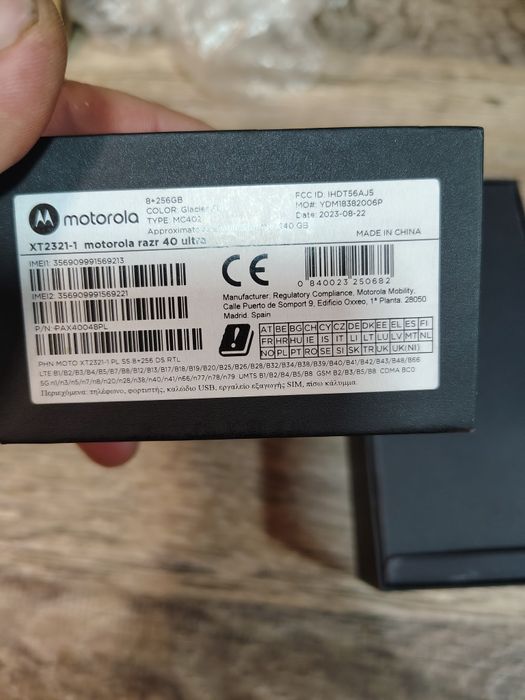 motorola
8+256GB
COLOR: Glacier
TYPE: MC402
Approximate
240 GB
FCC ID: IHDT56AJ5
MO#: YDM18382006P
Date: 2023-08-22
MADE IN CHINA
XT2321-1 motorola razr 40 ultra
IMEI1: 356909991569213
IMEI2: 356909991569221
P/N: PAX40048PL
CE
0 840023 250682
Manufacturer: Regulatory Compliance, Motorola Mobility,
Calle Puerto de Somport 9, Edificio Oxxeo, 1ª Planta. 28050
Madrid. Spain
AT BE BG CH CY CZ DE DK EE EL ES FI
FR HR HU IE IS IT LI LT LU LV MT NL
NO PL PT RO SE SI SK TR UK UK(NI)
PHN MOTO XT2321-1 PL SS 8+256 DS RTL
LTE B1/B2/B3/B4/B5/B7/B8/B12/B13/B17/B18/B19/B20/B25/B26/B28/B32/B34/B38/B39/B40/B41/B42/B43/B48/B66
5G n1/n3/n5/n7/n8/n20/n28/n38/n40/n41/n66/n77/n78/n79 UMTS B1/B2/B4/B5/B8 GSM B2/B3/B5/B8 CDMA BC0
Περιεχόμενα: τηλέφωνο, φορτιστής, καλώδιο USB, εργαλείο εξαγωγής SIM, πίσω κάλυμμα.